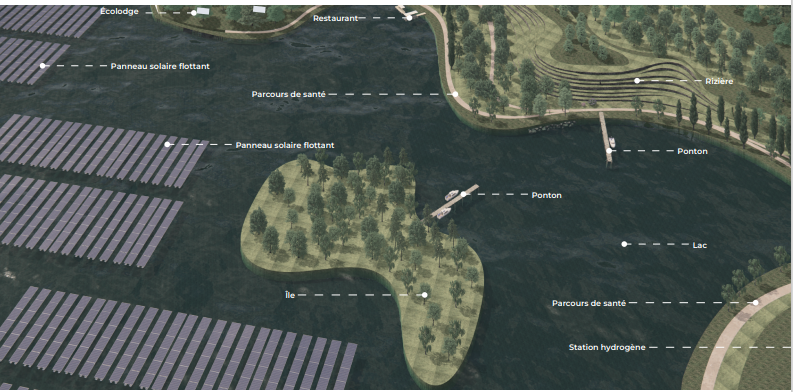 Écolodge
Restaurant
Panneau solaire flottant
Rizière
Parcours de santé
Panneau solaire flottant
Ponton
Ponton
Lac
Île
Parcours de santé
Station hydrogène